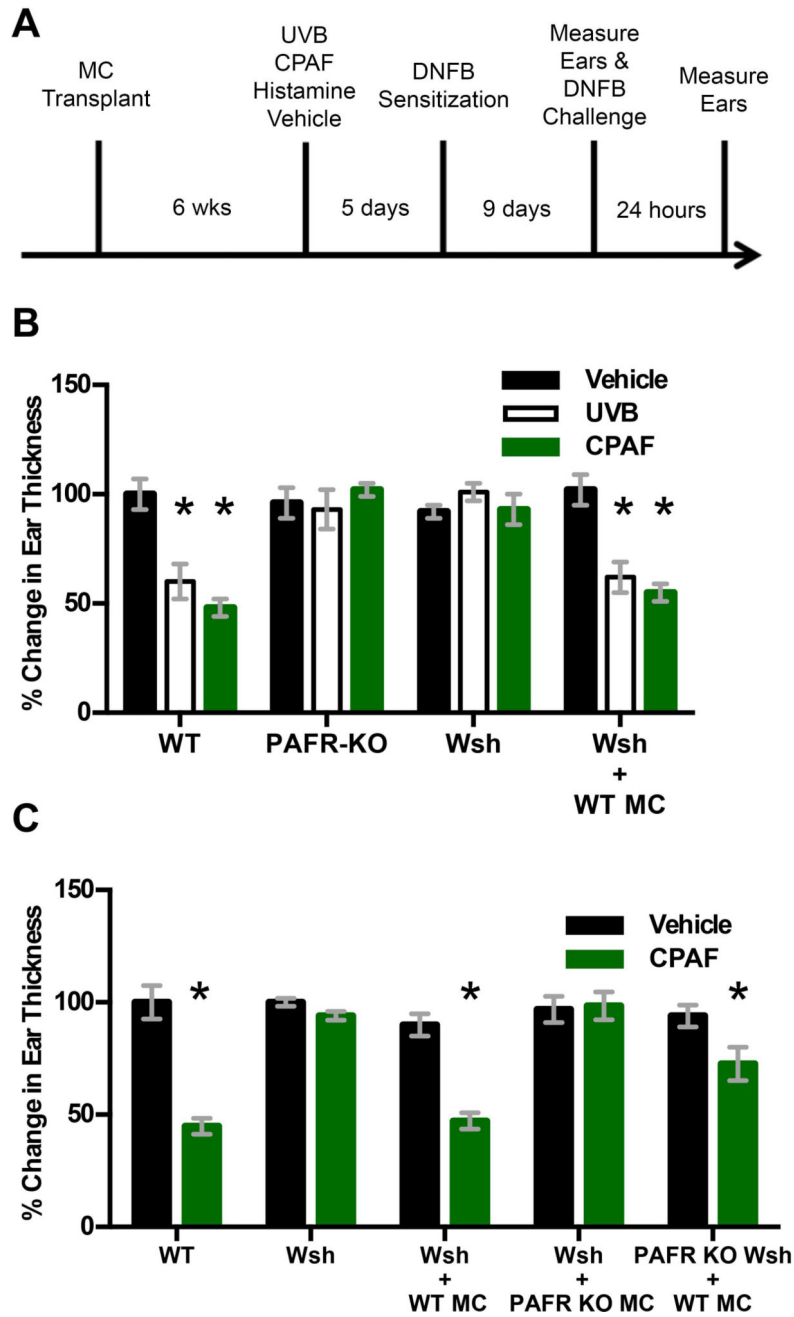 A
MC
Transplant
UVB
CPAF
Histamine
Vehicle
DNFB
Sensitization
Measure
Ears &
DNFB
Challenge
Measure
Ears
6 wks
5 days
9 days
24 hours
B
% Change in Ear Thickness
150
100
50
0
Vehicle
UVB
CPAF
* *
* *
WT
PAFR-KO
Wsh
Wsh
+
WT MC
C
% Change in Ear Thickness
150
100
50
0
Vehicle
CPAF
*
*
*
WT
Wsh
Wsh
+
WT MC
Wsh
+
PAFR KO MC
PAFR KO Wsh
+
WT MC